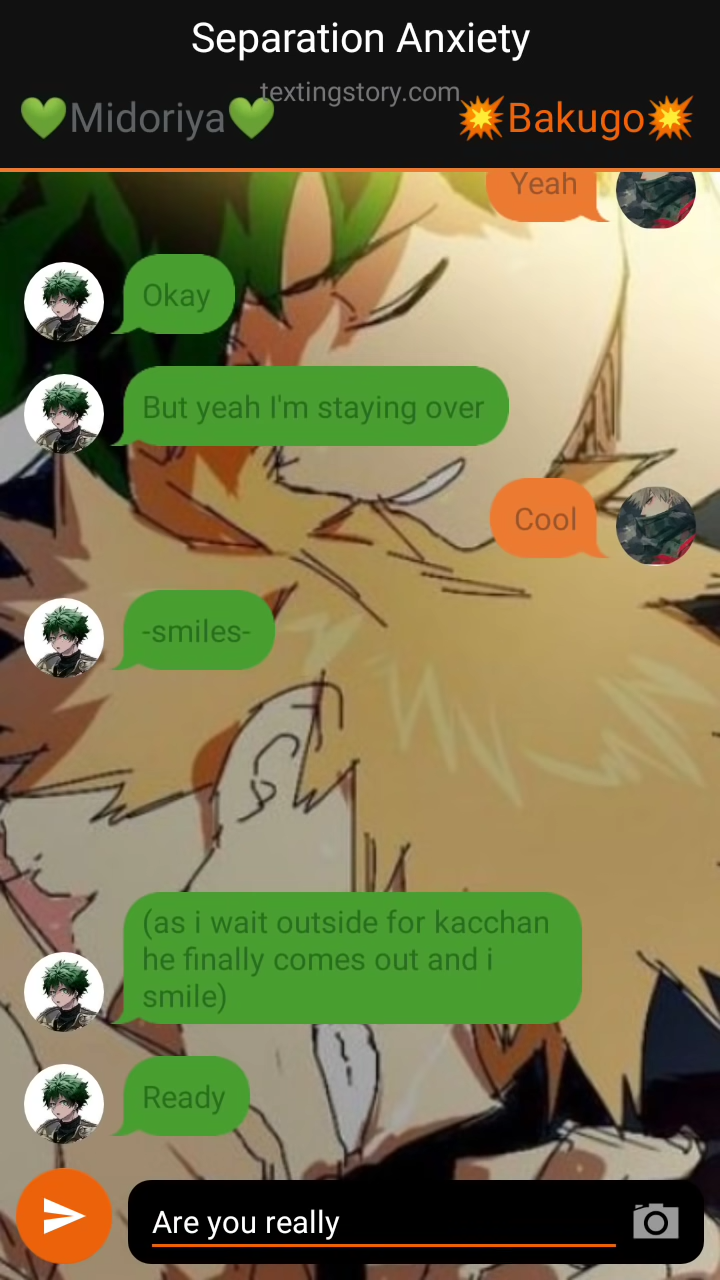 Separation Anxiety
textingstory.com
💚Midoriya💚
💥Bakugo💥
Yeah
Okay
But yeah I'm staying over
Cool
-smiles-
(as i wait outside for kacchan
he finally comes out and i
smile)
Ready
Are you really